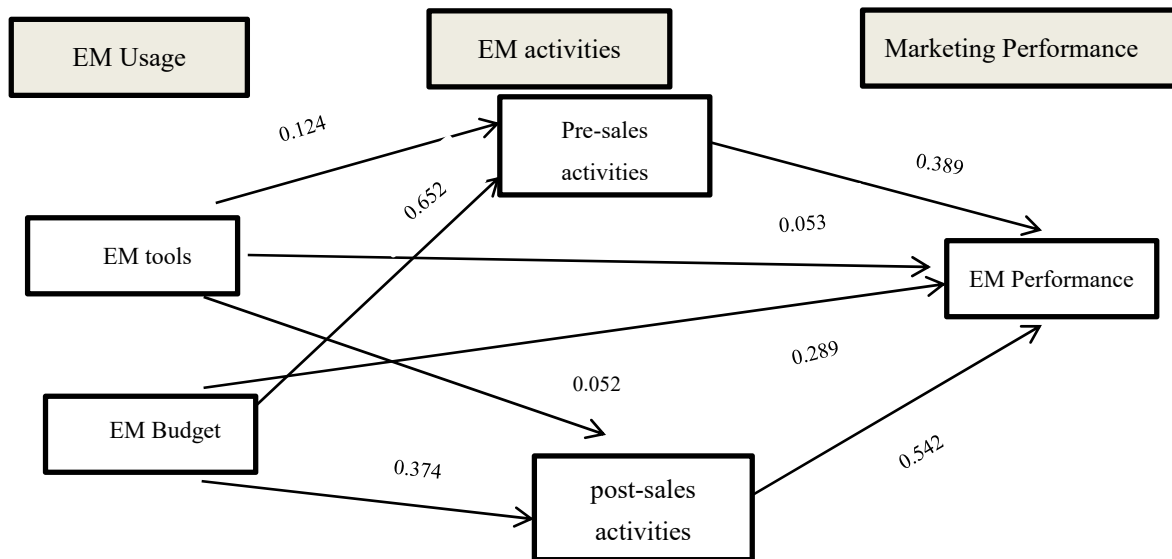 EM Usage
EM activities
Marketing Performance
Pre-sales
activities
0.124
0.389
0.652
0.053
EM tools
EM Performance
0.289
0.052
EM Budget
0.374
0.542
post-sales
activities